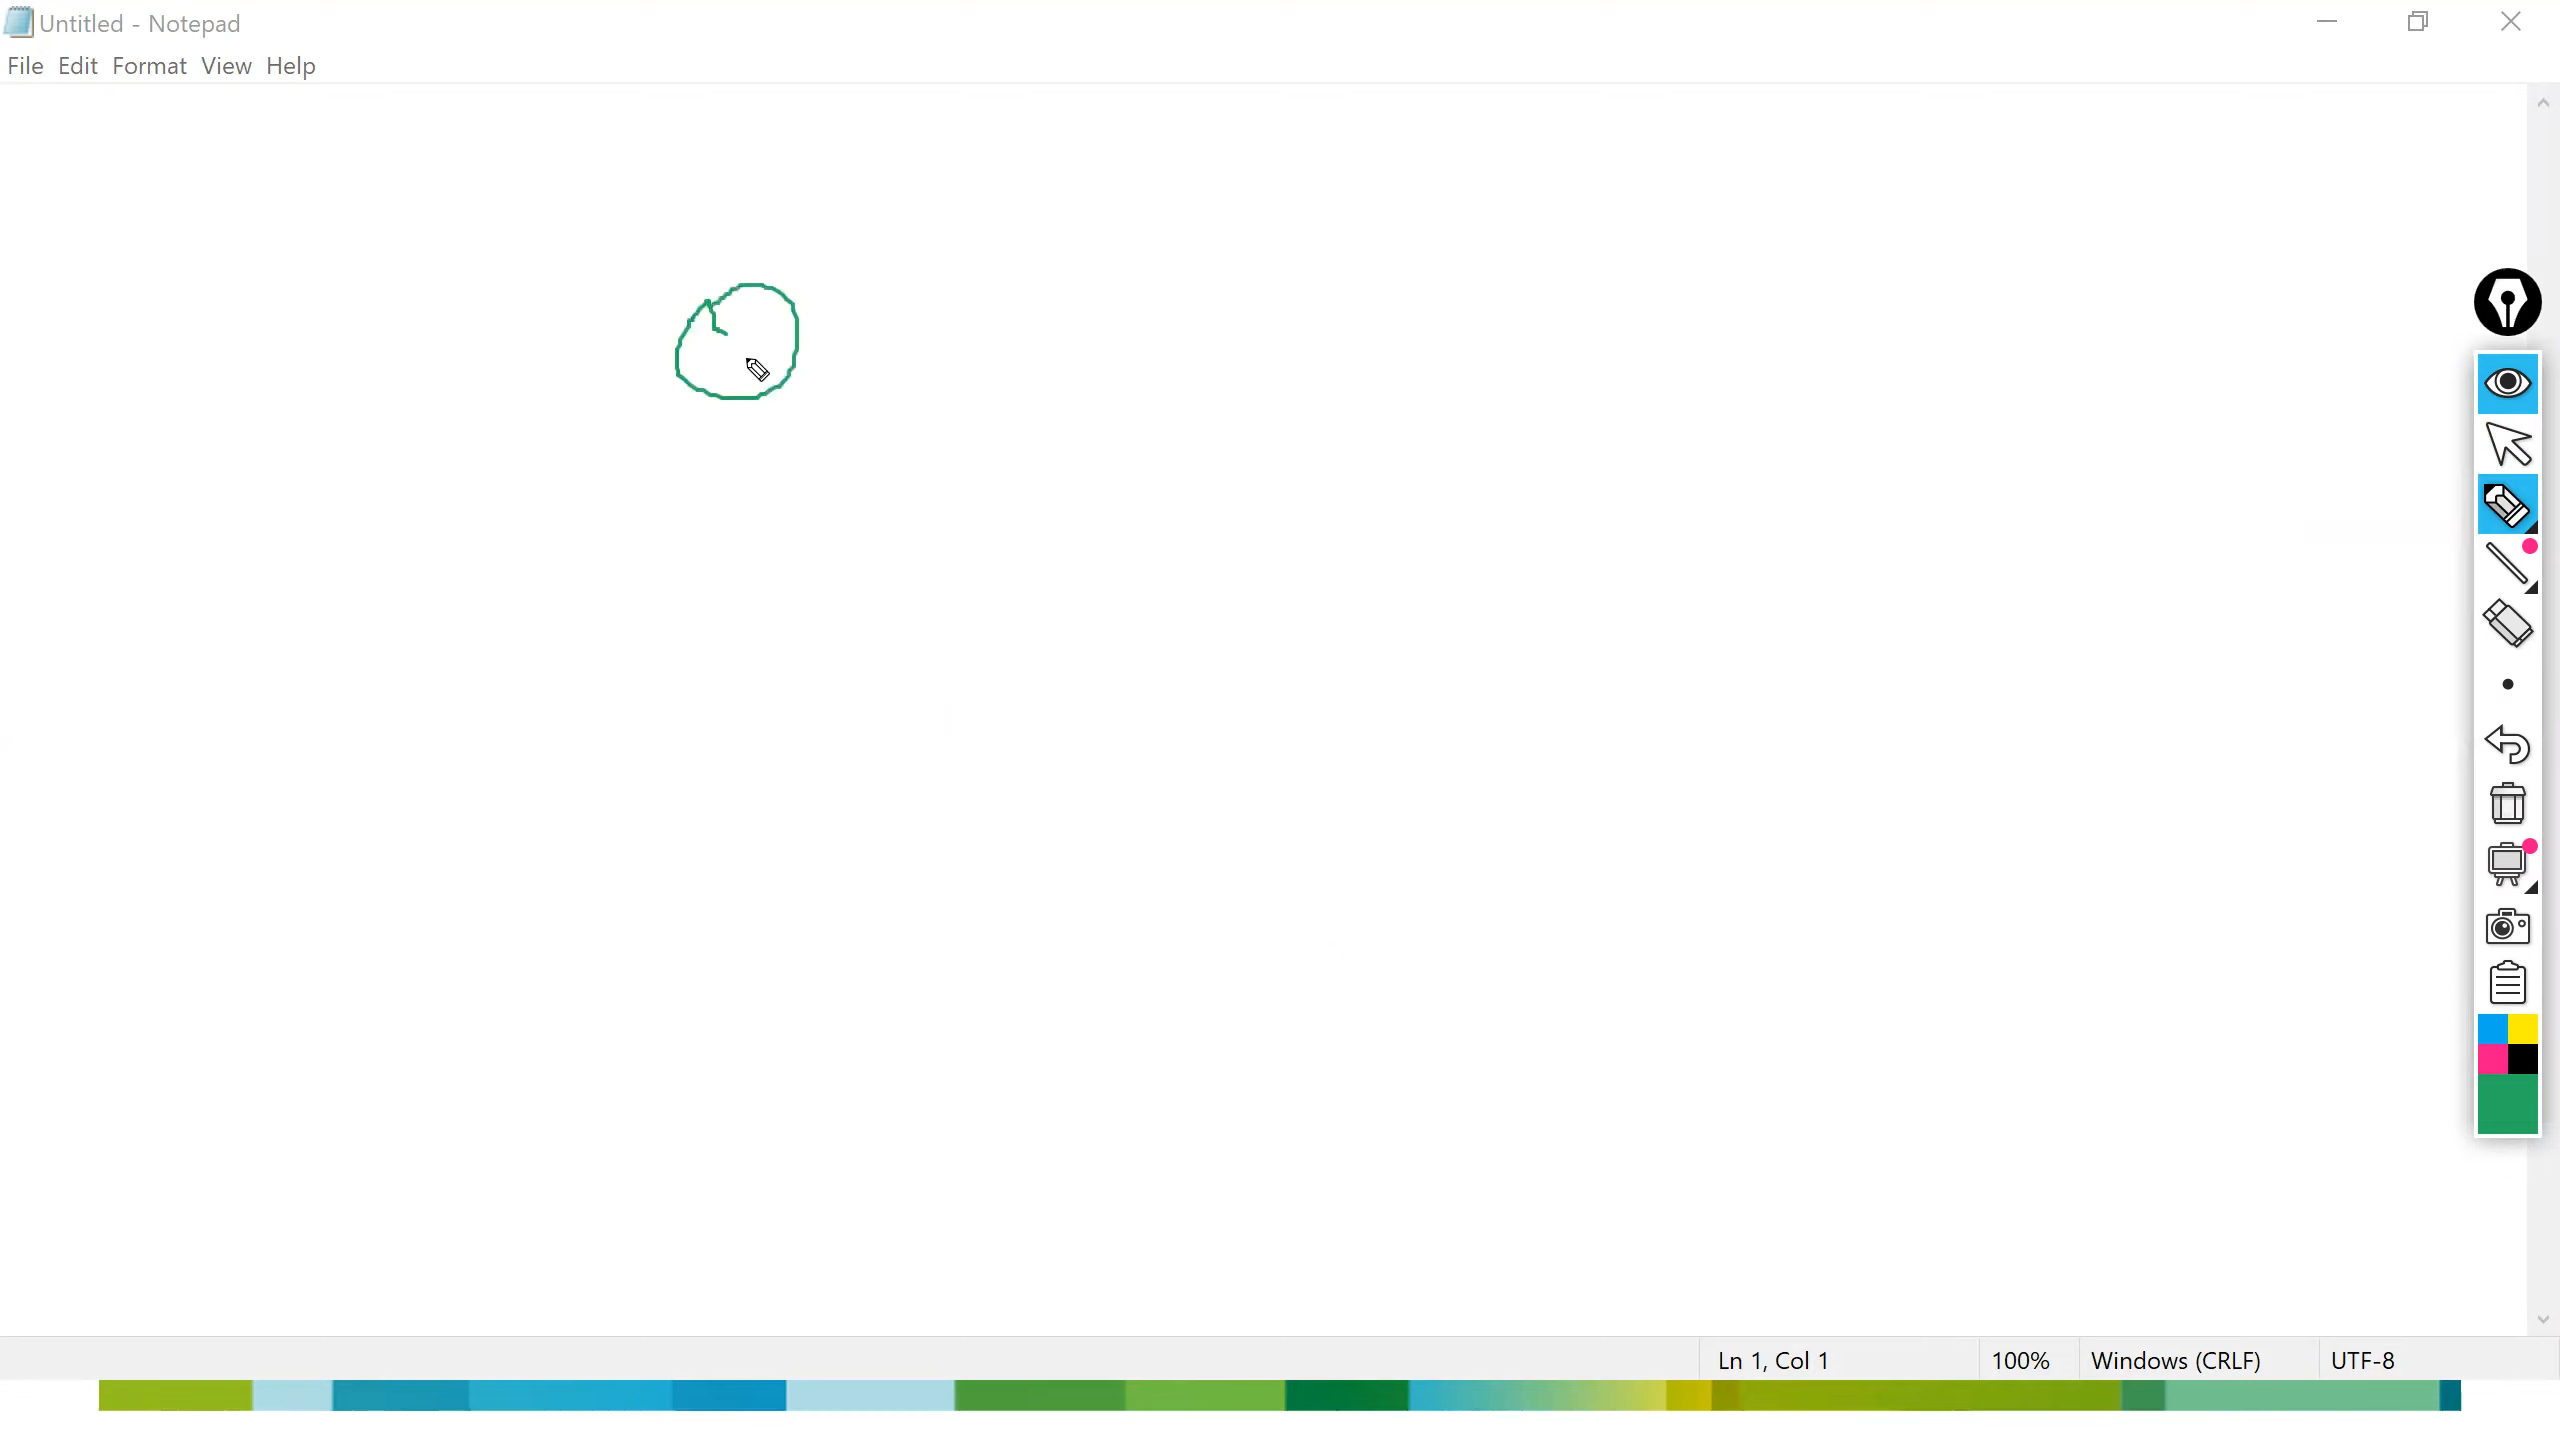 Untitled - Notepad
File Edit Format View Help
Ln 1, Col 1 100% Windows (CRLF) UTF-8